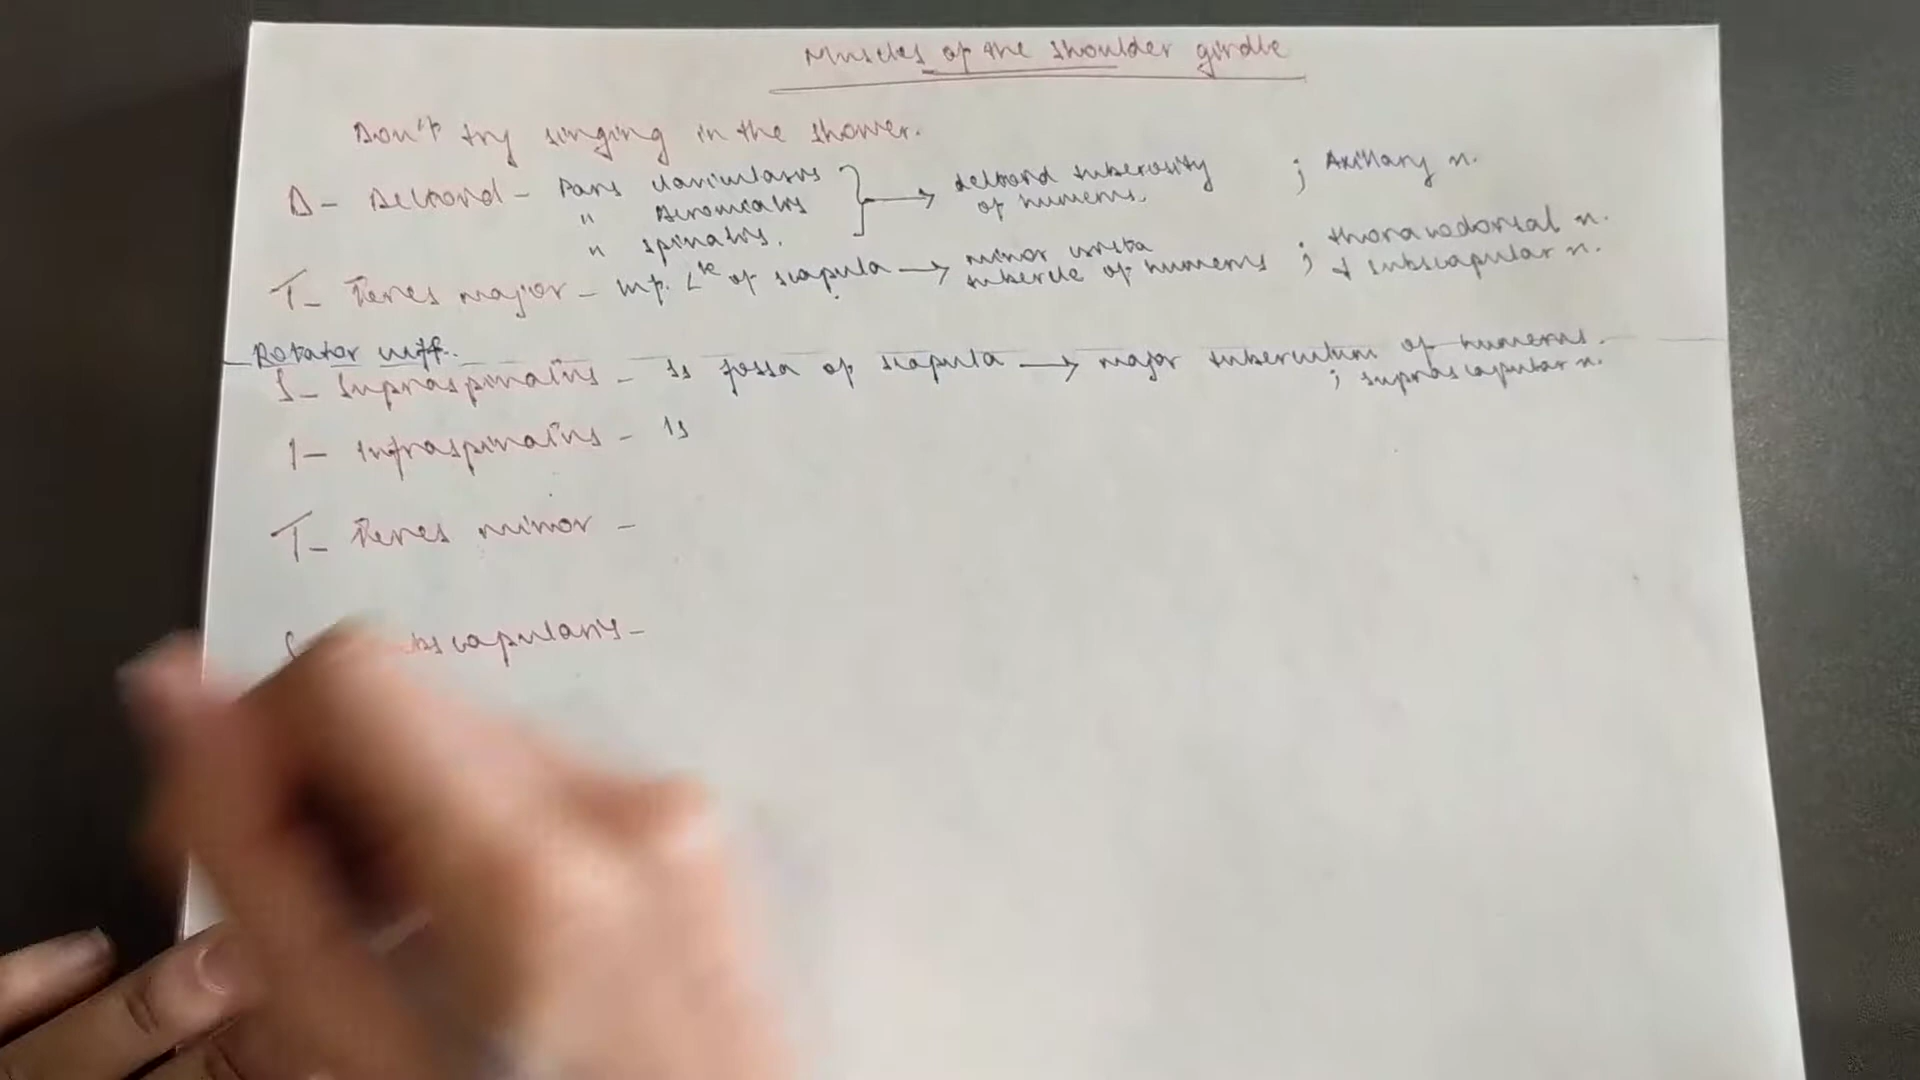 Muscles of the shoulder girdle
Don't try singing in the shower.
D - Deltoid - Pars clavicularis
" Acromialis
" spinalis.
→ deltoid tuberosity of humerus. ; Axillary n.
T - Teres major - inf. of scapula → minor crista tubercle of humerus ; thoracodorsal n. & subscapular n.
Rotator cuff.
S - Supraspinatus - Ss fossa of scapula → major tuberculum of humerus. ; suprascapular n.
I - Infraspinatus - Is
T - Teres minor -
S bscapularis -